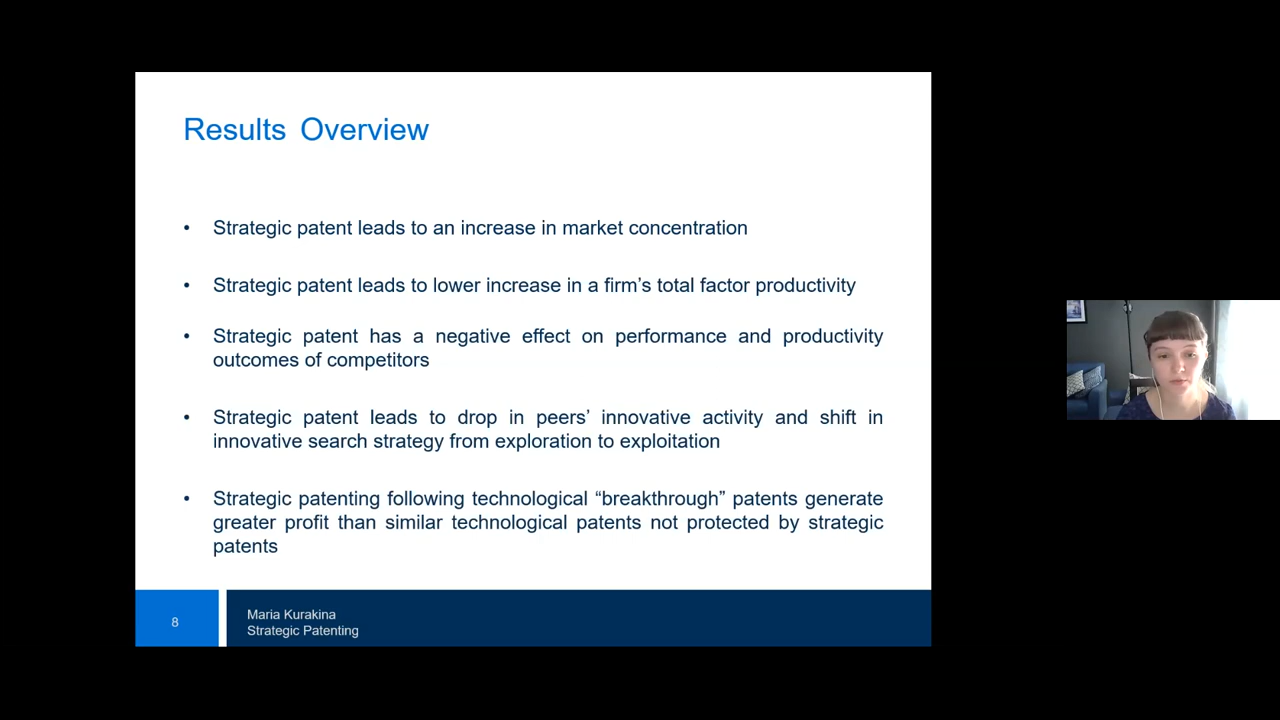 Results Overview
• Strategic patent leads to an increase in market concentration
• Strategic patent leads to lower increase in a firm’s total factor productivity
• Strategic patent has a negative effect on performance and productivity
outcomes of competitors
• Strategic patent leads to drop in peers’ innovative activity and shift in
innovative search strategy from exploration to exploitation
• Strategic patenting following technological “breakthrough” patents generate
greater profit than similar technological patents not protected by strategic
patents
8
Maria Kurakina
Strategic Patenting